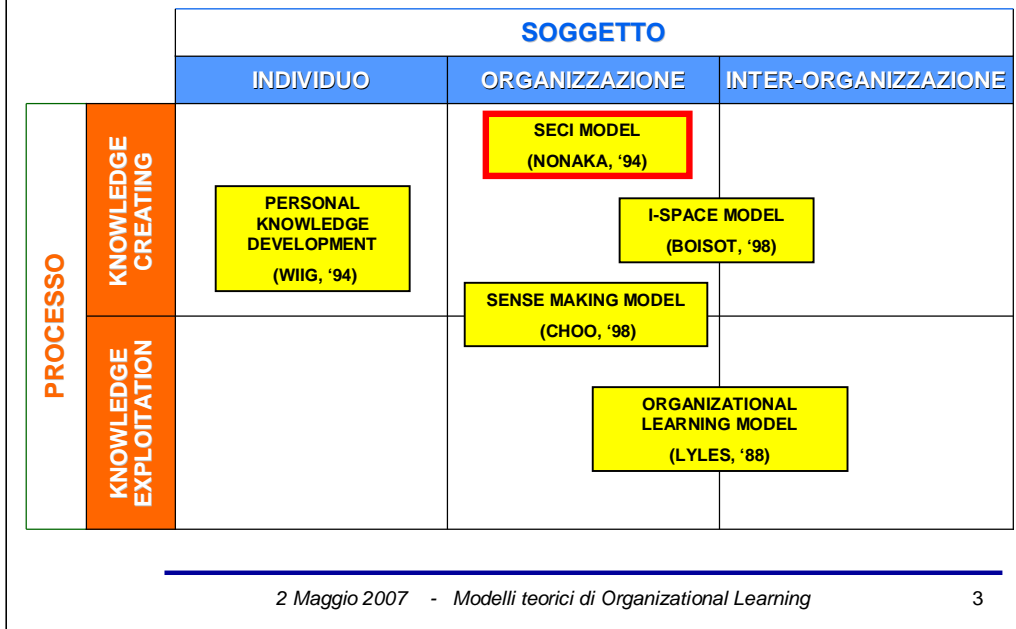 SOGGETTO
INDIVIDUO
ORGANIZZAZIONE
INTER-ORGANIZZAZIONE
PROCESSO
KNOWLEDGE
CREATING
SECI MODEL
(NONAKA, ‘94)
PERSONAL
KNOWLEDGE
DEVELOPMENT
(WIIG, ‘94)
I-SPACE MODEL
(BOISOT, ‘98)
SENSE MAKING MODEL
(CHOO, ‘98)
KNOWLEDGE
EXPLOITATION
ORGANIZATIONAL
LEARNING MODEL
(LYLES, ‘88)
2 Maggio 2007 - Modelli teorici di Organizational Learning
3